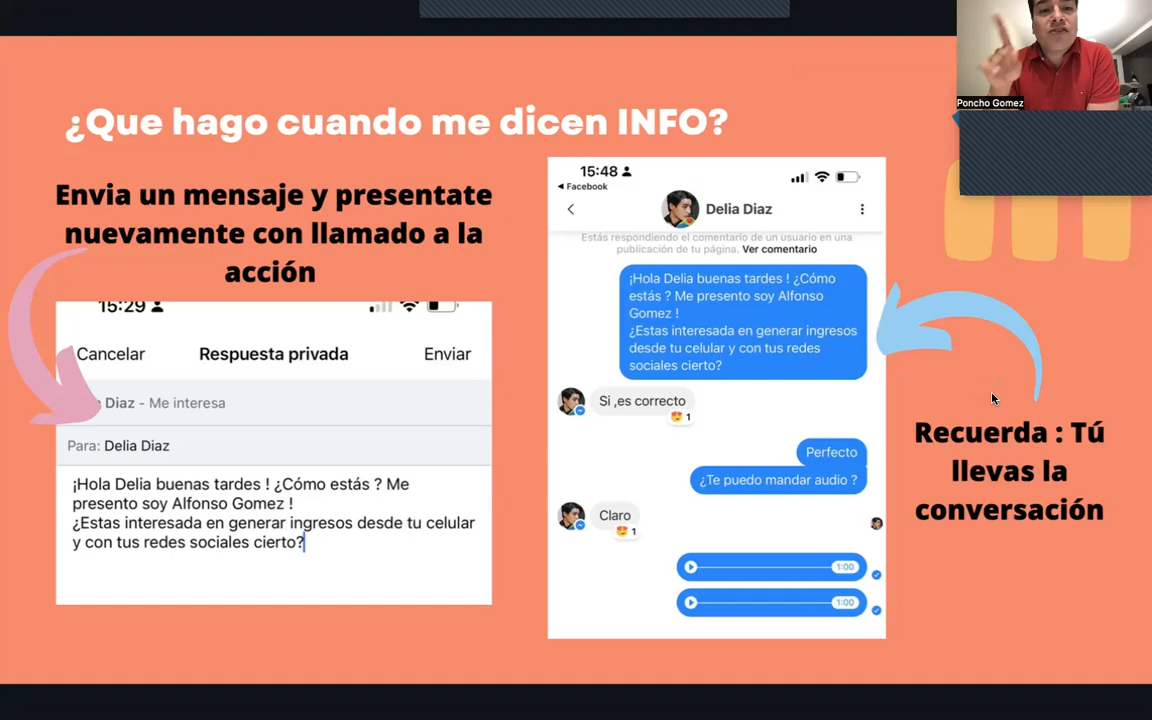 Poncho Gomez
¿Que hago cuando me dicen INFO?
Envia un mensaje y presentate
nuevamente con llamado a la
acción
15:29
Cancelar
Respuesta privada
Enviar
Diaz - Me interesa
Para: Delia Diaz
¡Hola Delia buenas tardes ! ¿Cómo estás ? Me
presento soy Alfonso Gomez !
¿Estas interesada en generar ingresos desde tu celular
y con tus redes sociales cierto?
15:48
Facebook
Delia Diaz
Estás respondiendo el comentario de un usuario en una
publicación de tu página. Ver comentario
¡Hola Delia buenas tardes ! ¿Cómo
estás ? Me presento soy Alfonso
Gomez !
¿Estas interesada en generar ingresos
desde tu celular y con tus redes
sociales cierto?
Si ,es correcto
1
Perfecto
¿Te puedo mandar audio ?
Claro
1
1:00
1:00
Recuerda : Tú
llevas la
conversación